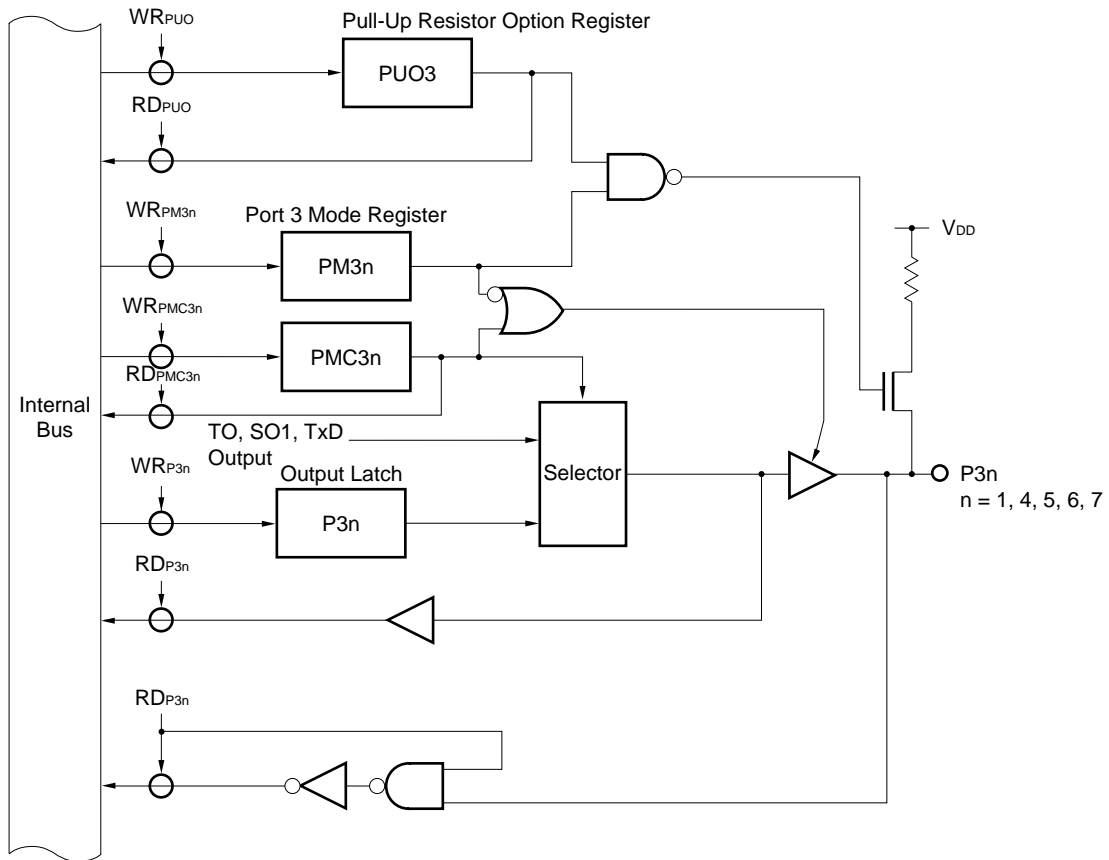 WRPUO
Pull-Up Resistor Option Register
PUO3
RDPUO
WRPM3n
Port 3 Mode Register
VDD
PM3n
WRPMC3n
PMC3n
RDPMC3n
Internal
Bus
TO, SO1, TxD
Output
Selector
WRP3n
Output Latch
P3n
P3n
n = 1, 4, 5, 6, 7
RDP3n
RDP3n